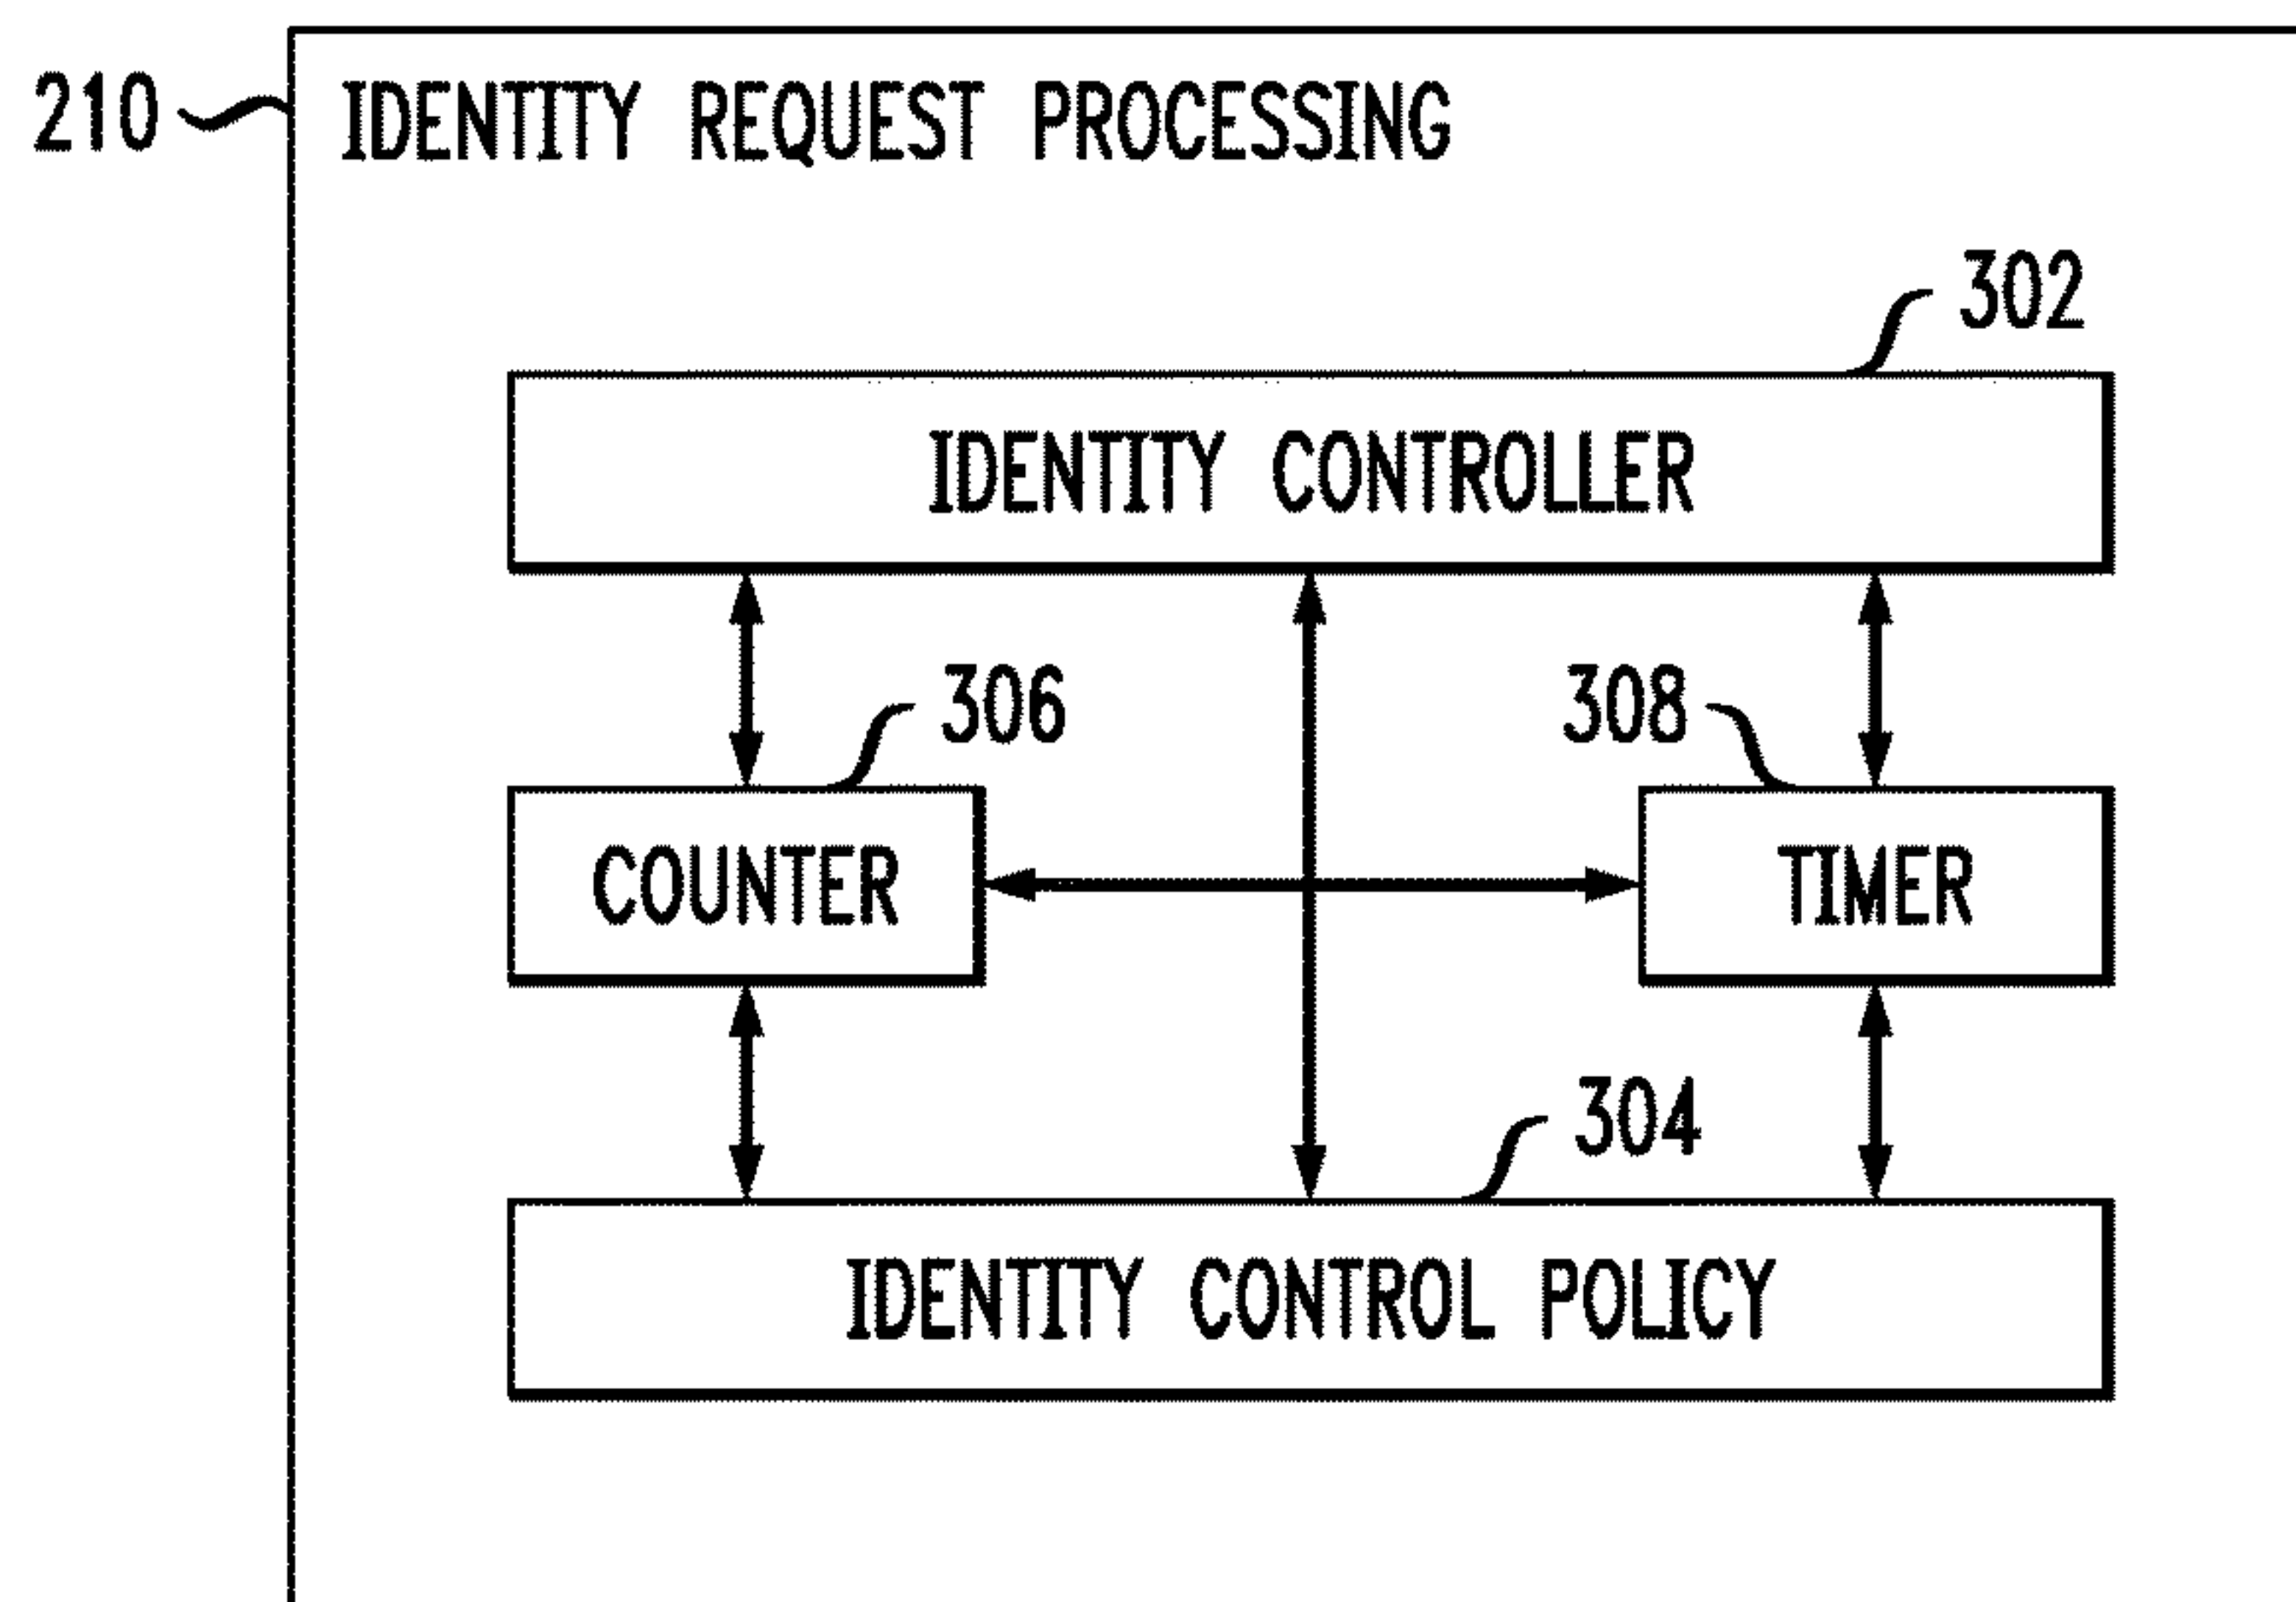 210
IDENTITY REQUEST PROCESSING
302
IDENTITY CONTROLLER
306
308
COUNTER
TIMER
304
IDENTITY CONTROL POLICY